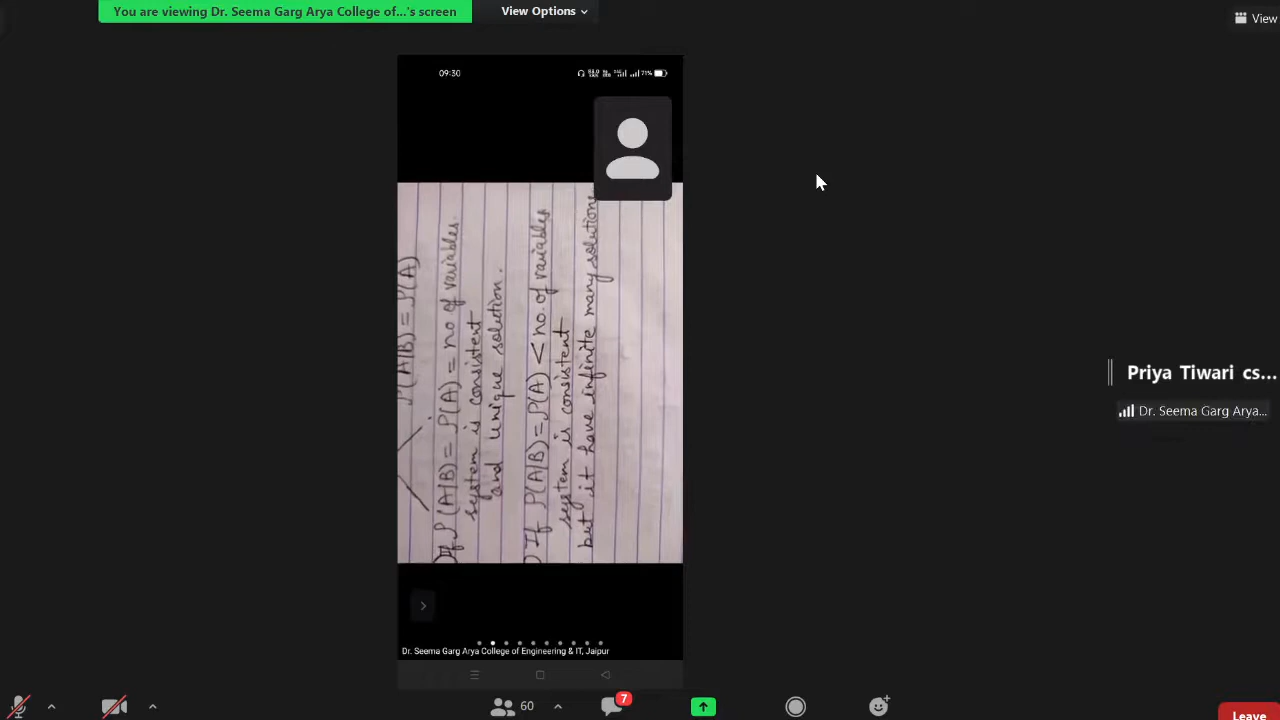 You are viewing Dr. Seema Garg Arya College of...'s screen
View Options
View
09:30
71%
ρ(A/B) = ρ(A)
If ρ(A/B) = ρ(A) = no of variables.
system is consistent
and unique solution.
) If ρ(A/B) = ρ(A) < no. of variables
system is consistent
but it have infinite many solutions
Priya Tiwari cs...
Dr. Seema Garg Arya...
Dr. Seema Garg Arya College of Engineering & IT, Jaipur
60
7
Leave